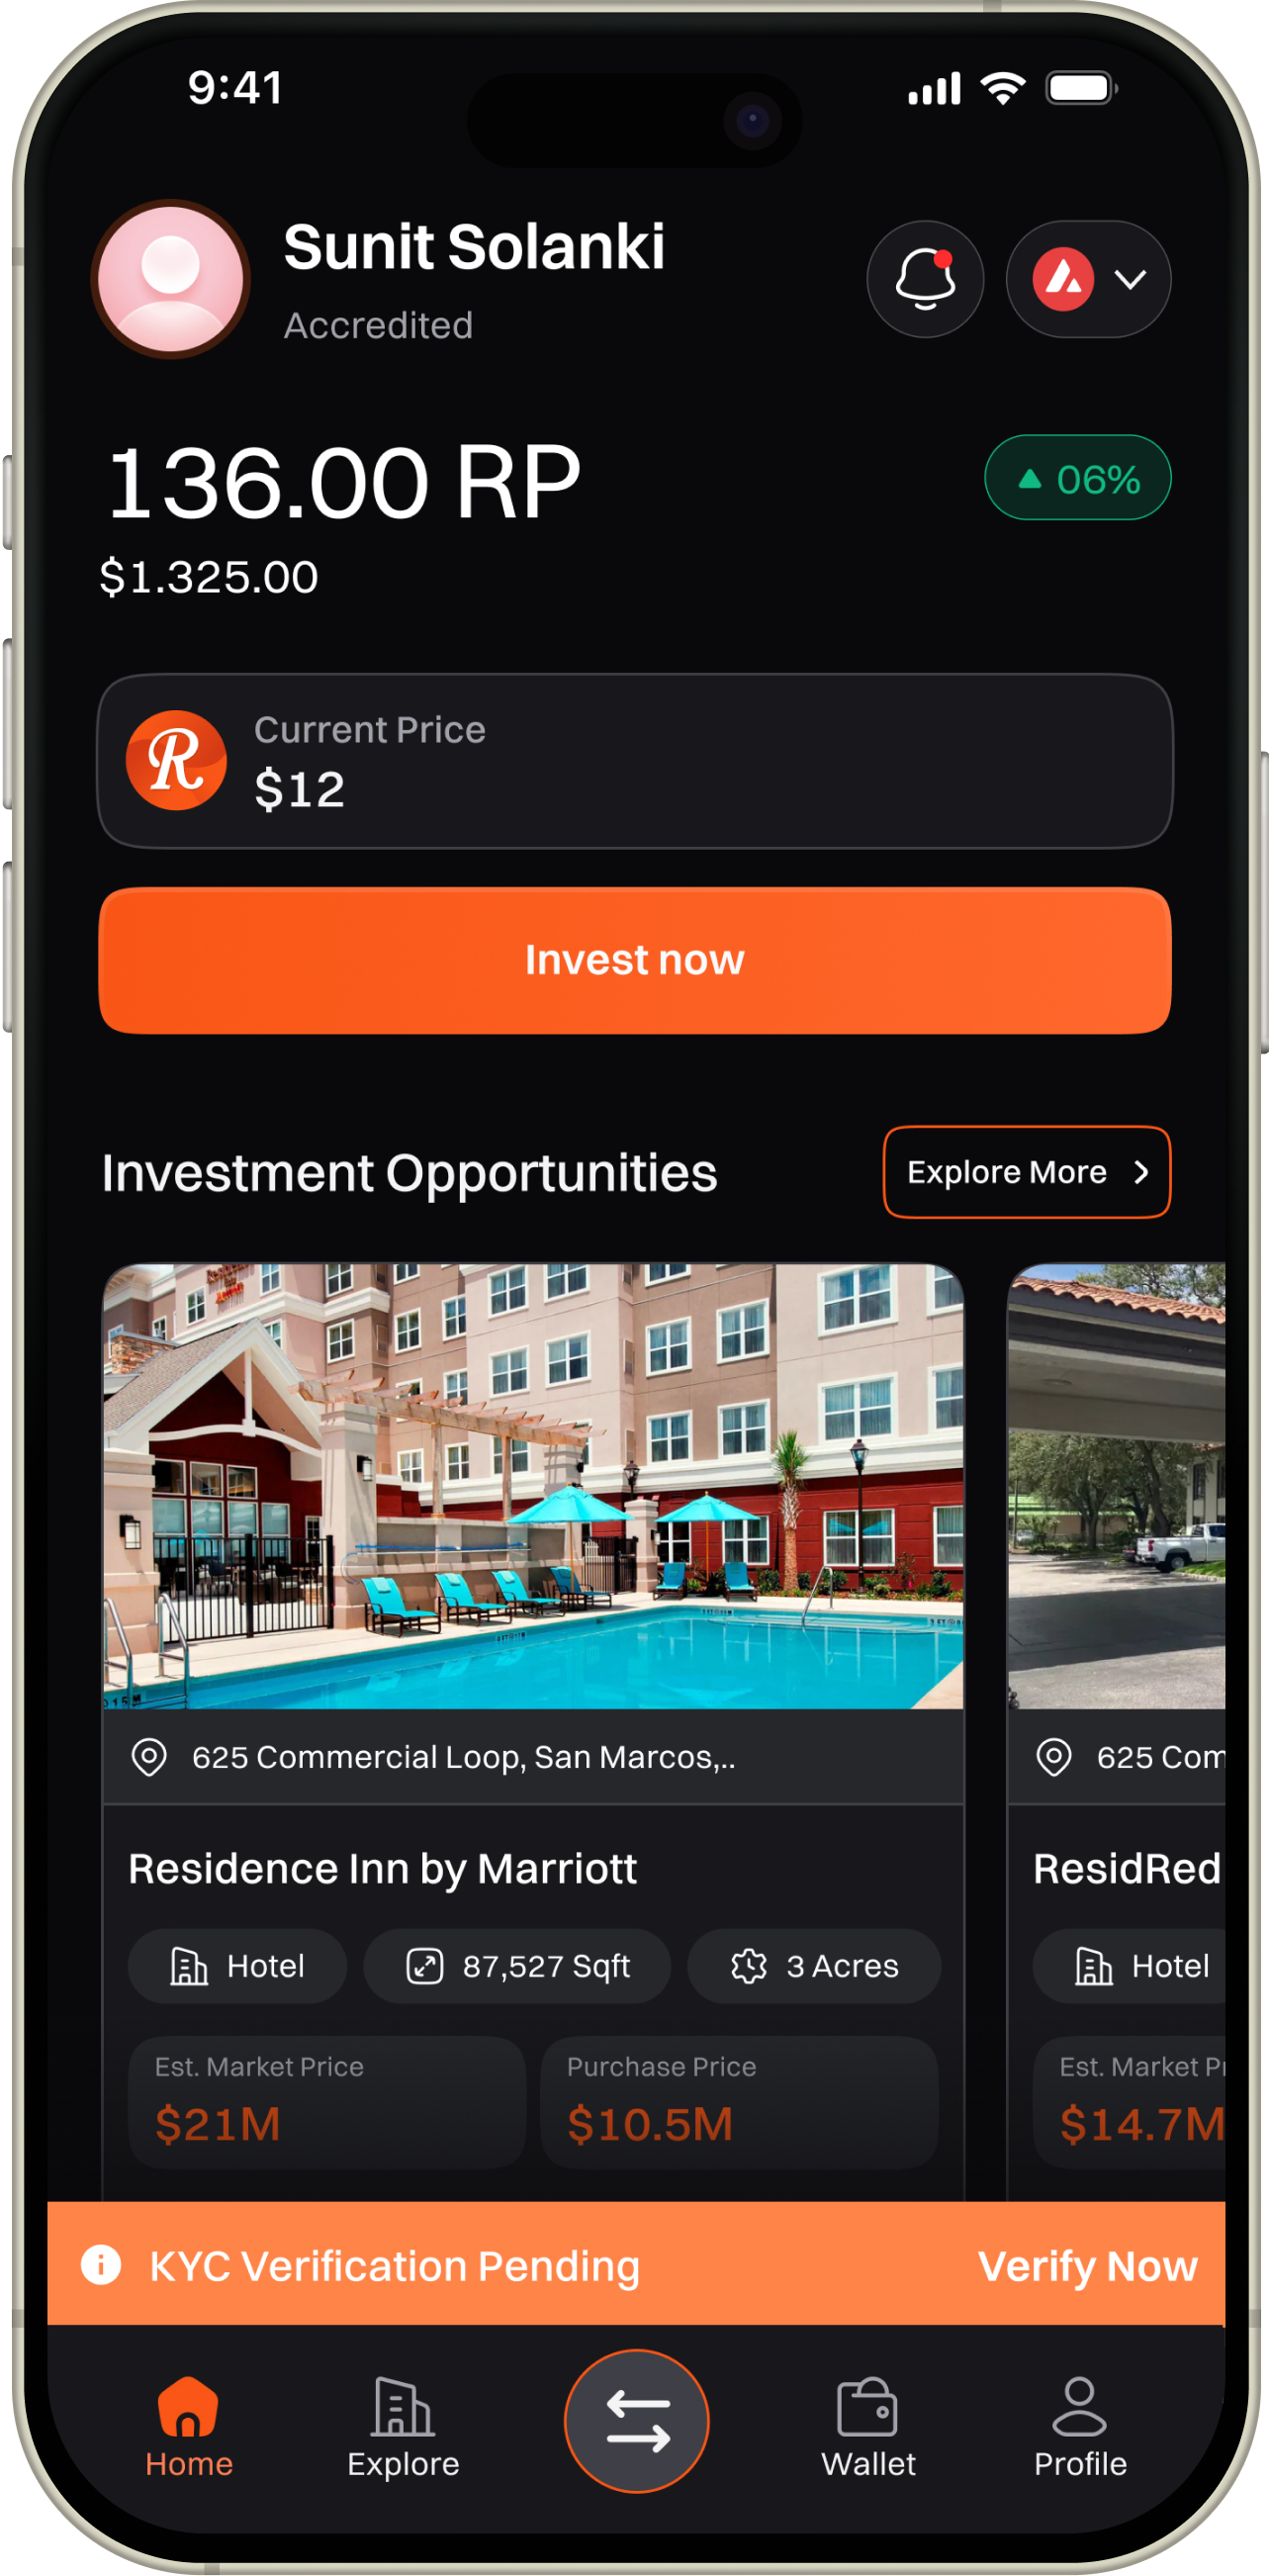 9:41
Sunit Solanki
Accredited
136.00 RP
06%
$1.325.00
Current Price
$12
Invest now
Investment Opportunities
Explore More
625 Commercial Loop, San Marcos,..
625 Com
Residence Inn by Marriott
ResidRed
Hotel
87,527 Sqft
3 Acres
Hotel
Est. Market Price
Purchase Price
Est. Market Pr
$21M
$10.5M
$14.7M
KYC Verification Pending
Verify Now
Home
Explore
Wallet
Profile